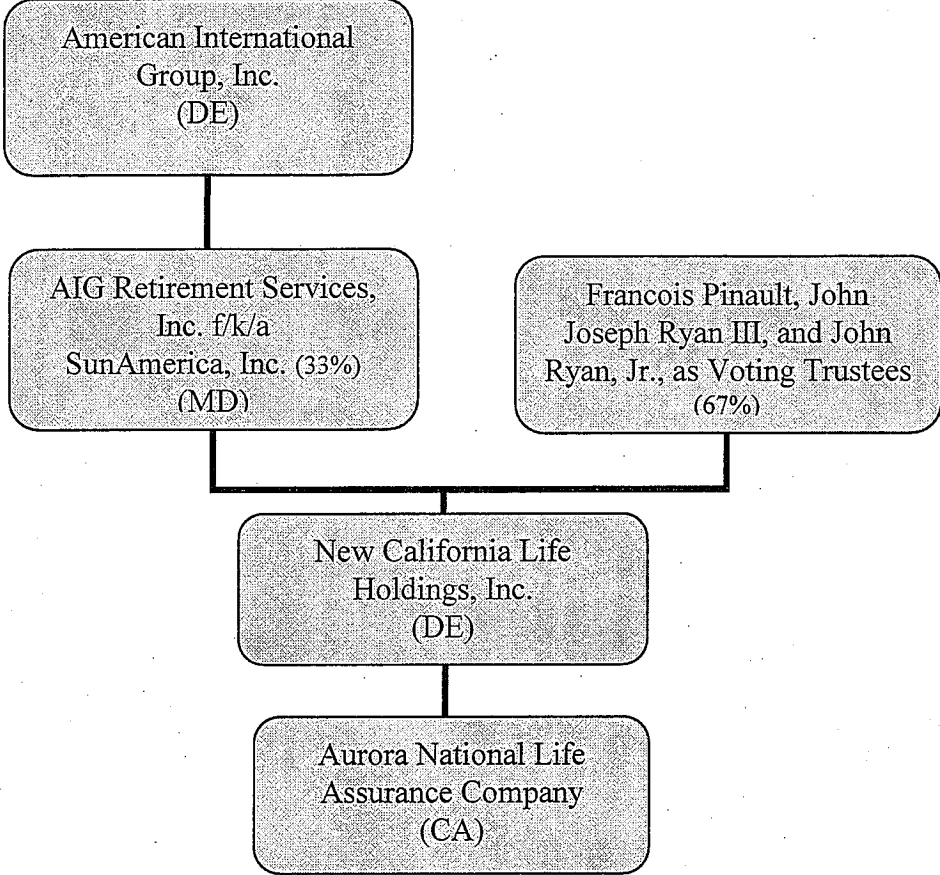 American International
Group, Inc.
(DE)
AIG Retirement Services,
Inc. f/k/a
SunAmerica, Inc. (33%)
(MD)
Francois Pinault, John
Joseph Ryan III, and John
Ryan, Jr., as Voting Trustees
(67%)
New California Life
Holdings, Inc.
(DE)
Aurora National Life
Assurance Company
(CA)